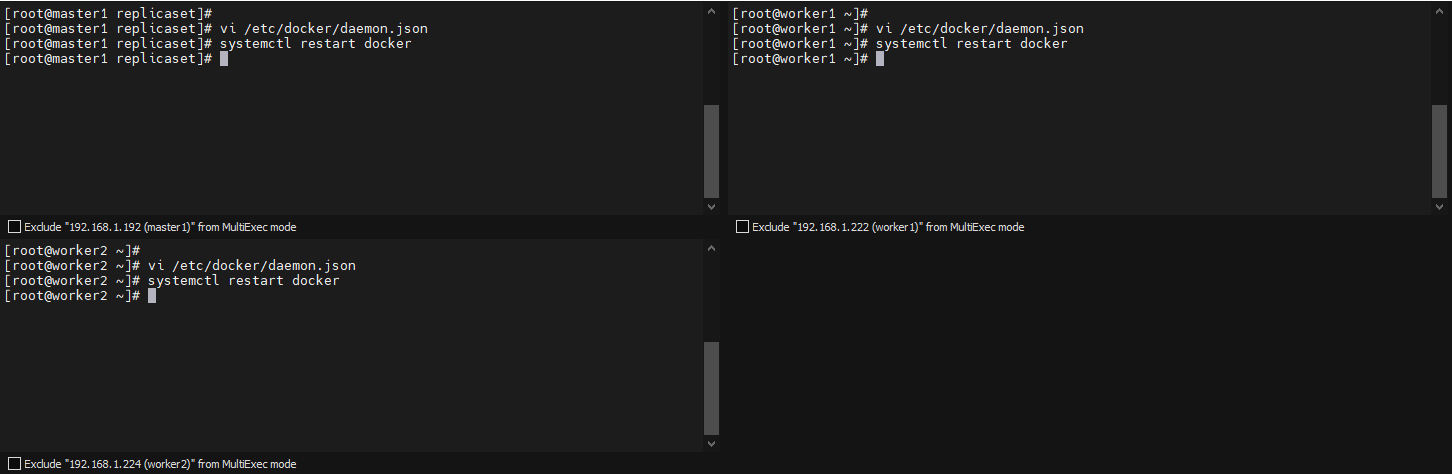 [root@master1 replicaset]#
[root@master1 replicaset]# vi /etc/docker/daemon.json
[root@master1 replicaset]# systemctl restart docker
[root@master1 replicaset]#
Exclude "192.168.1.192 (master1)" from MultiExec mode
[root@worker1 ~]#
[root@worker1 ~]# vi /etc/docker/daemon.json
[root@worker1 ~]# systemctl restart docker
[root@worker1 ~]#
Exclude "192.168.1.222 (worker1)" from MultiExec mode
[root@worker2 ~]#
[root@worker2 ~]# vi /etc/docker/daemon.json
[root@worker2 ~]# systemctl restart docker
[root@worker2 ~]#
Exclude "192.168.1.224 (worker2)" from MultiExec mode